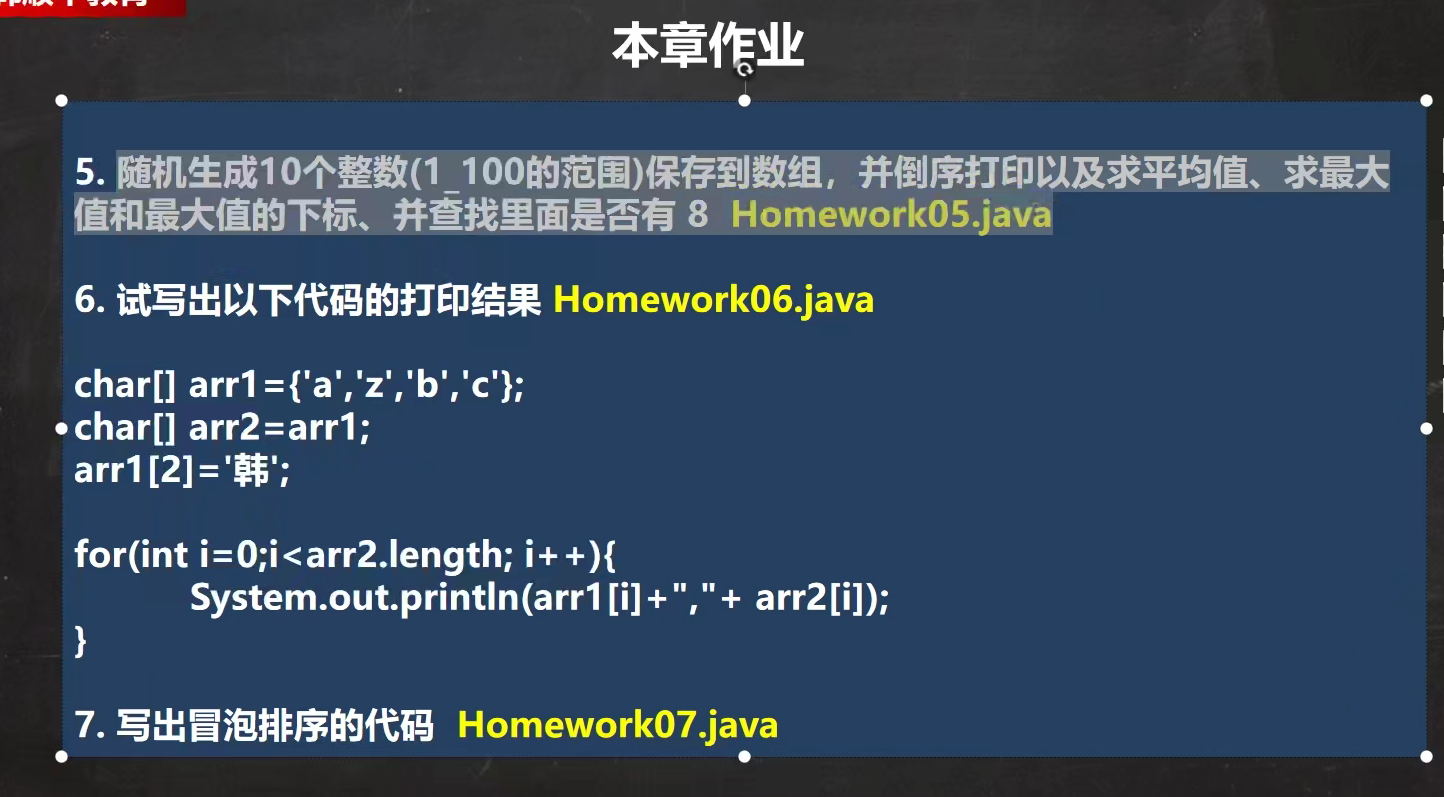 教育
本章作业
5. 随机生成10个整数(1_100的范围)保存到数组，并倒序打印以及求平均值、求最大
值和最大值的下标、并查找里面是否有 8 Homework05.java
6. 试写出以下代码的打印结果 Homework06.java
char[] arr1={'a','z','b','c'};
char[] arr2=arr1;
arr1[2]='韩';
for(int i=0;i<arr2.length; i++){
System.out.println(arr1[i]+","+ arr2[i]);
}
7. 写出冒泡排序的代码 Homework07.java